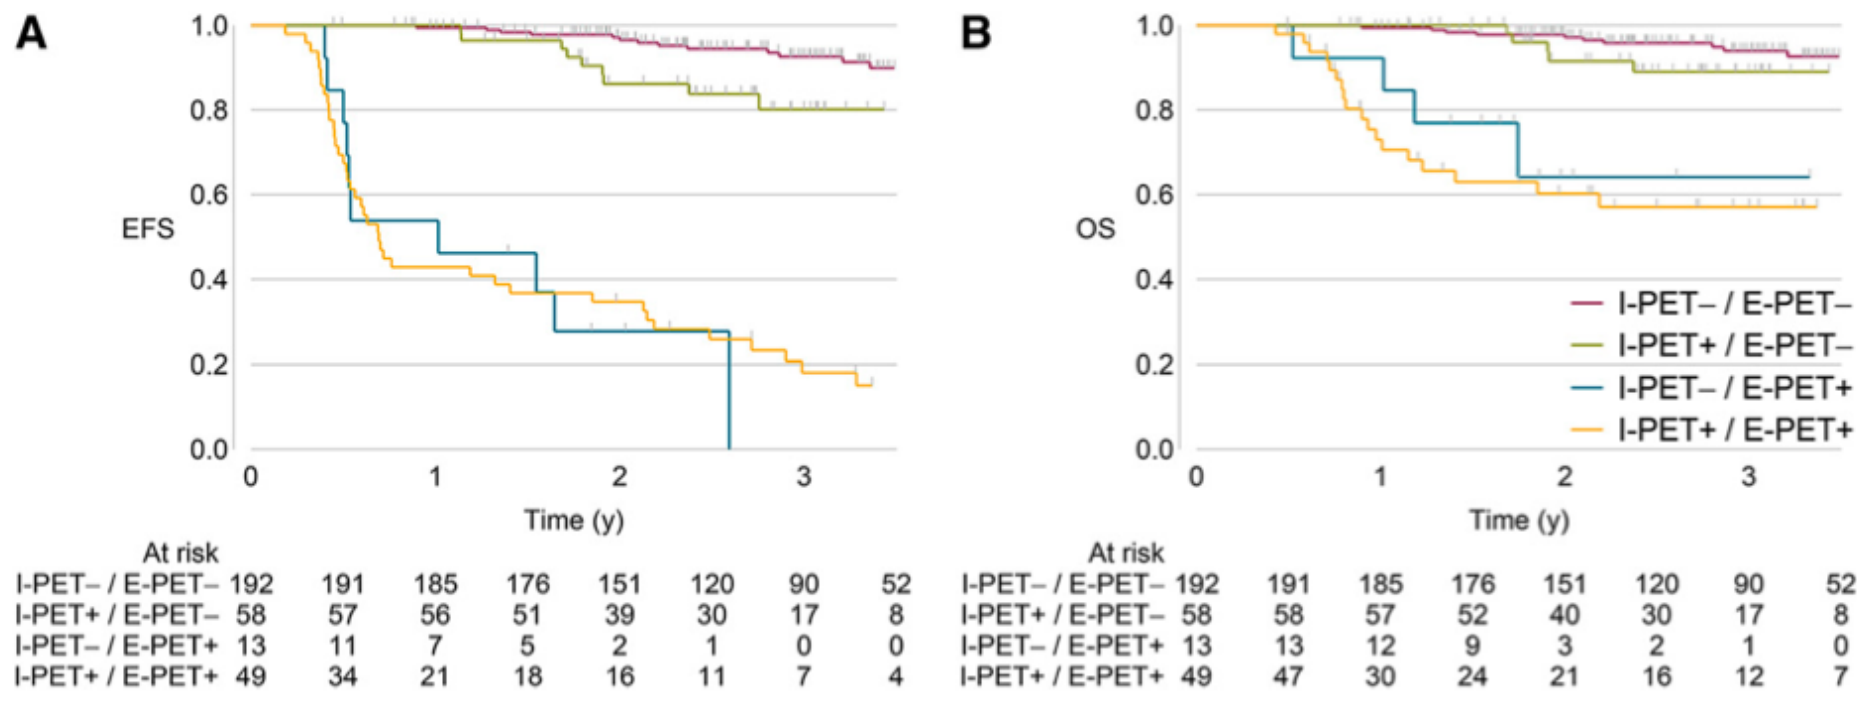 A
1.0
0.8
0.6
EFS
0.4
0.2
0.0
0 1 2 3
Time (y)
At risk
I-PET– / E-PET– 192 191 185 176 151 120 90 52
I-PET+ / E-PET– 58 57 56 51 39 30 17 8
I-PET– / E-PET+ 13 11 7 5 2 1 0 0
I-PET+ / E-PET+ 49 34 21 18 16 11 7 4
B
1.0
0.8
0.6
OS
0.4
0.2
0.0
I-PET– / E-PET–
I-PET+ / E-PET–
I-PET– / E-PET+
I-PET+ / E-PET+
0 1 2 3
Time (y)
At risk
I-PET– / E-PET– 192 191 185 176 151 120 90 52
I-PET+ / E-PET– 58 58 57 52 40 30 17 8
I-PET– / E-PET+ 13 13 12 9 3 2 1 0
I-PET+ / E-PET+ 49 47 30 24 21 16 12 7